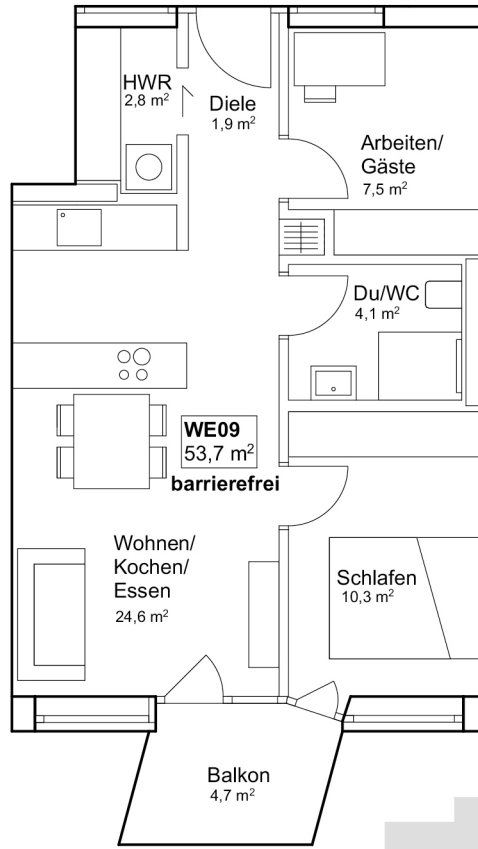 HWR
2,8 m²
Diele
1,9 m²
Arbeiten/
Gäste
7,5 m²
Du/WC
4,1 m²
WE09
53,7 m²
barrierefrei
Wohnen/
Kochen/
Essen
24,6 m²
Schlafen
10,3 m²
Balkon
4,7 m²